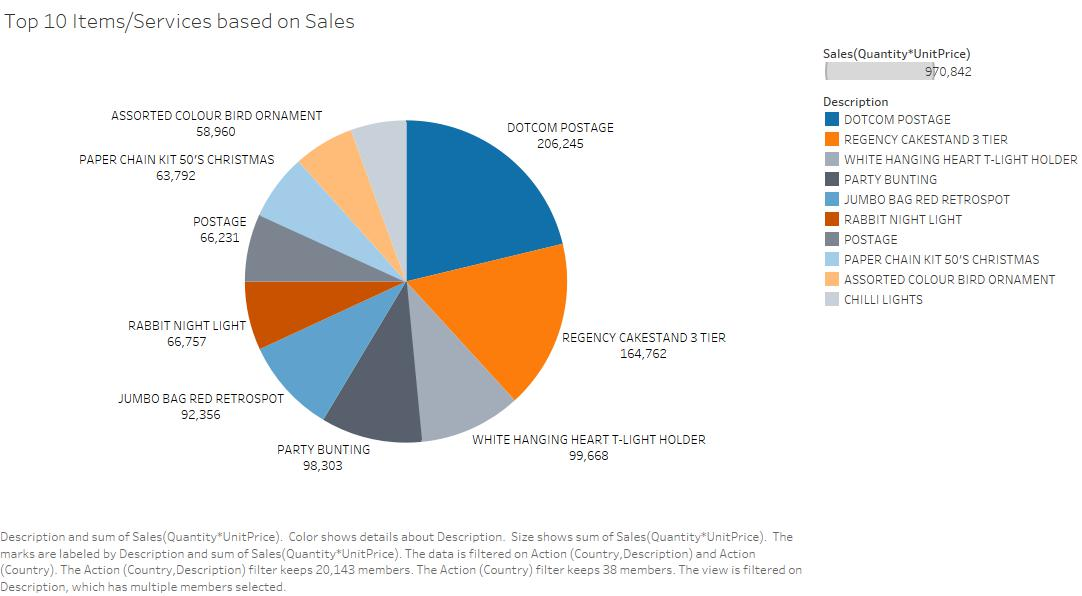 Top 10 Items/Services based on Sales
Sales(Quantity*UnitPrice)
970,842
Description
DOTCOM POSTAGE
REGENCY CAKESTAND 3 TIER
WHITE HANGING HEART T-LIGHT HOLDER
PARTY BUNTING
JUMBO BAG RED RETROSPOT
RABBIT NIGHT LIGHT
POSTAGE
PAPER CHAIN KIT 50'S CHRISTMAS
ASSORTED COLOUR BIRD ORNAMENT
CHILLI LIGHTS
ASSORTED COLOUR BIRD ORNAMENT
58,960
DOTCOM POSTAGE
206,245
PAPER CHAIN KIT 50'S CHRISTMAS
63,792
POSTAGE
66,231
RABBIT NIGHT LIGHT
66,757
REGENCY CAKESTAND 3 TIER
164,762
JUMBO BAG RED RETROSPOT
92,356
PARTY BUNTING
98,303
WHITE HANGING HEART T-LIGHT HOLDER
99,668
Description and sum of Sales(Quantity*UnitPrice).  Color shows details about Description.  Size shows sum of Sales(Quantity*UnitPrice).  The
marks are labeled by Description and sum of Sales(Quantity*UnitPrice). The data is filtered on Action (Country,Description) and Action
(Country). The Action (Country,Description) filter keeps 20,143 members. The Action (Country) filter keeps 38 members. The view is filtered on
Description, which has multiple members selected.